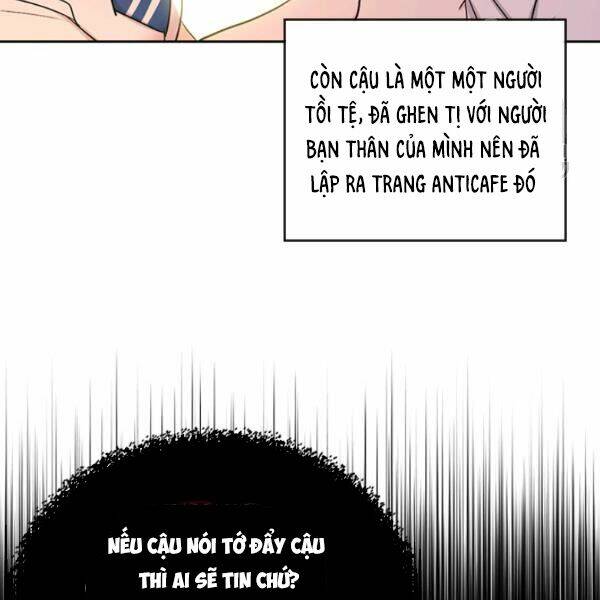 CÒN CẬU LÀ MỘT MỘT NGƯỜI
TỒI TỆ, ĐÃ GHEN TỊ VỚI NGƯỜI
BẠN THÂN CỦA MÌNH NÊN ĐÃ
LẬP RA TRANG ANTICAFE ĐÓ
NẾU CẬU NÓI TỚ ĐẨY CẬU
THÌ AI SẼ TIN CHỨ?